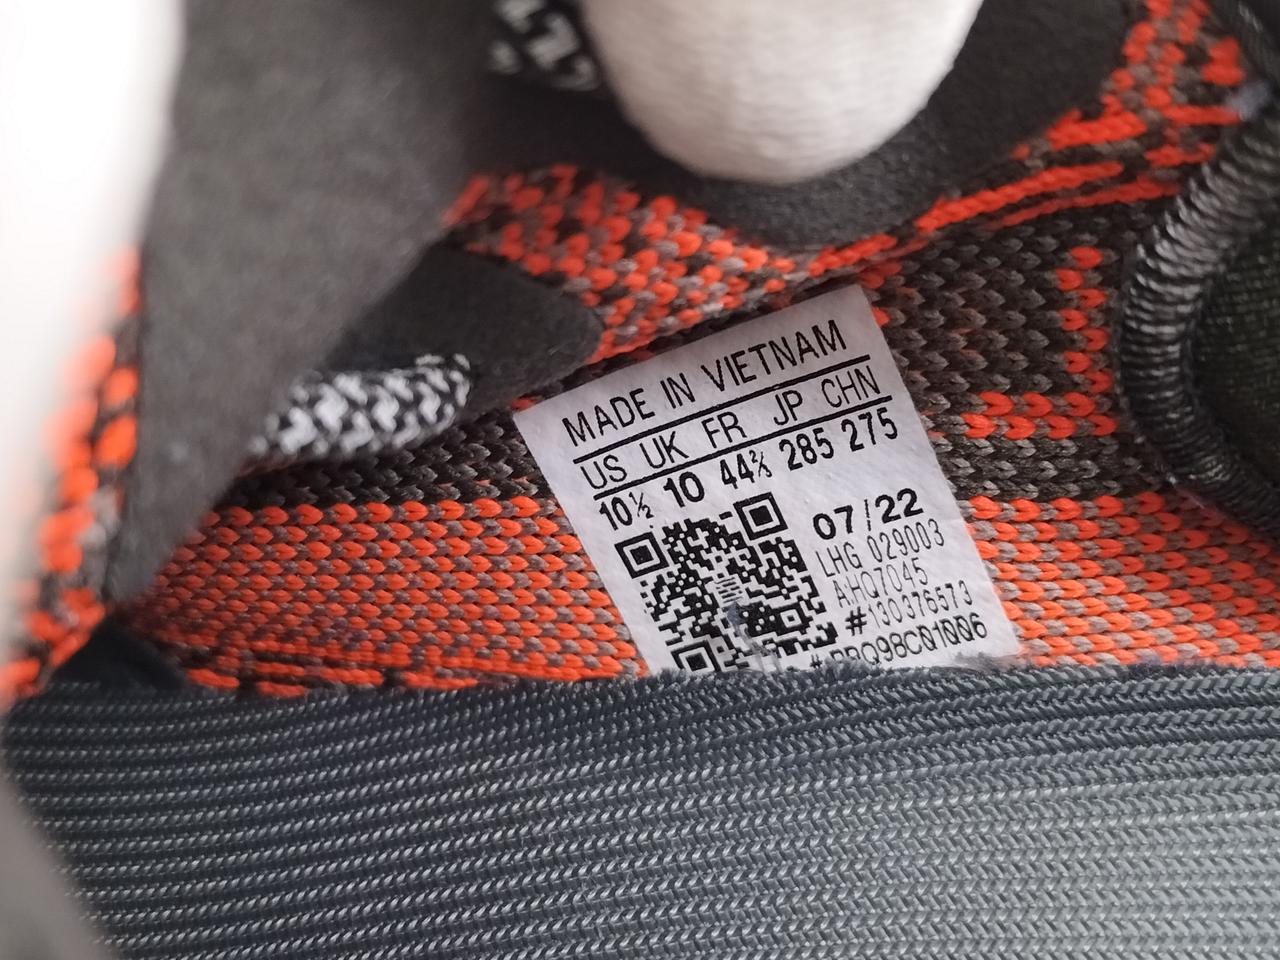 MADE IN VIETNAM
US UK FR JP CHN
10½ 10 44⅔ 285 275
07/22
LHG 029003
AHQ7045
#130376573